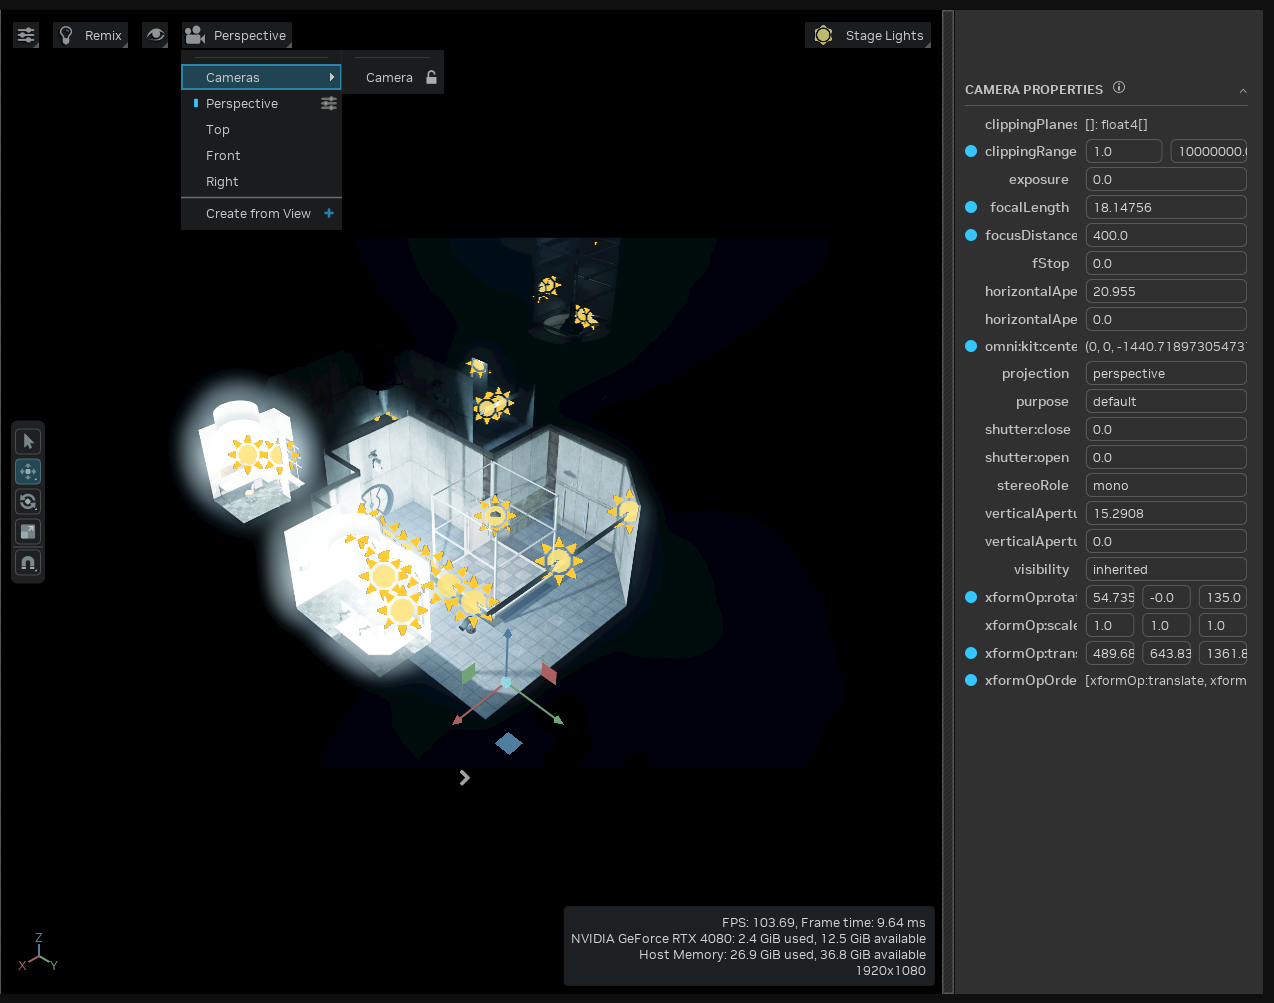 Remix
Perspective
Stage Lights
Cameras
Camera
Perspective
Top
Front
Right
Create from View
CAMERA PROPERTIES
clippingPlanes []: float4[]
clippingRange 1.0 10000000.0
exposure 0.0
focalLength 18.14756
focusDistance 400.0
fStop 0.0
horizontalApe 20.955
horizontalApe 0.0
omni:kit:cente (0, 0, -1440.718973054737
projection perspective
purpose default
shutter:close 0.0
shutter:open 0.0
stereoRole mono
verticalApertu 15.2908
verticalApertu 0.0
visibility inherited
xformOp:rotat 54.735 -0.0 135.0
xformOp:scale 1.0 1.0 1.0
xformOp:trans 489.68 643.83 1361.8
xformOpOrde [xformOp:translate, xform
FPS: 103.69, Frame time: 9.64 ms
NVIDIA GeForce RTX 4080: 2.4 GiB used, 12.5 GiB available
Host Memory: 26.9 GiB used, 36.8 GiB available
1920x1080
Z
X Y